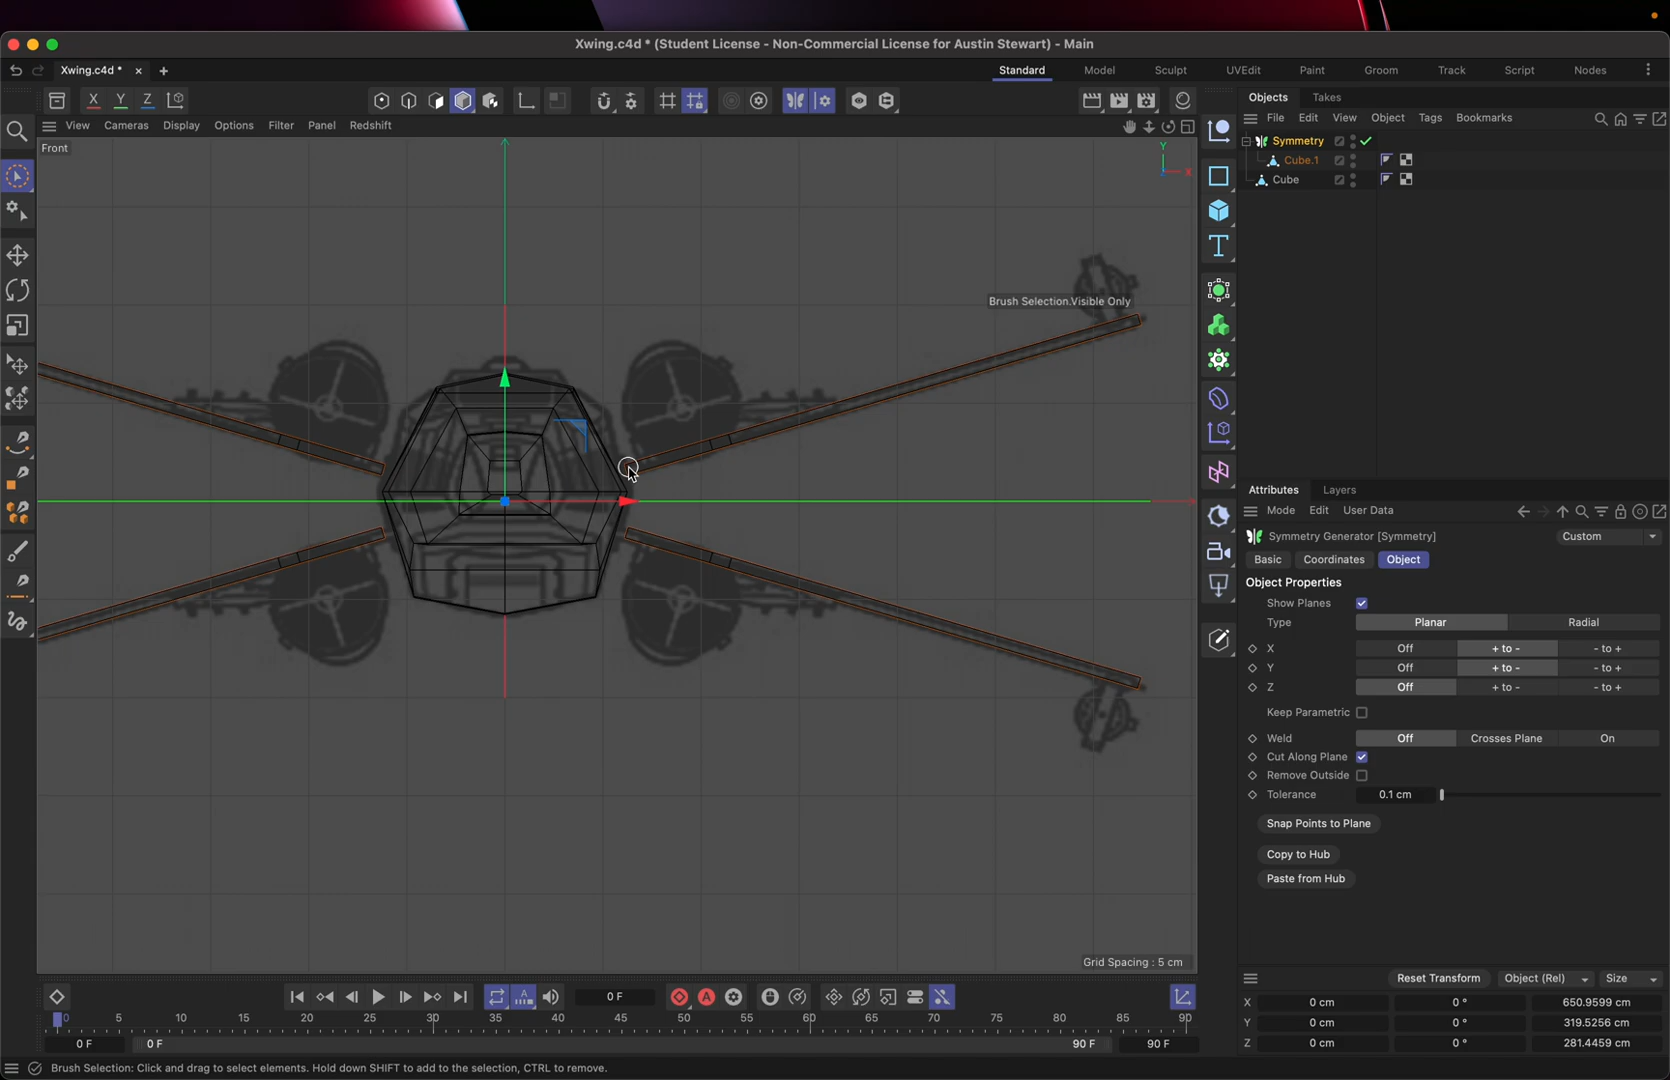 Xwing.c4d * (Student License - Non-Commercial License for Austin Stewart) - Main
Xwing.c4d * × +
Standard Model Sculpt UVEdit Paint Groom Track Script Nodes
X Y Z
Objects Takes
View Cameras Display Options Filter Panel Redshift
File Edit View Object Tags Bookmarks
Front
Y
X
Symmetry
Cube.1
Cube
Brush Selection.Visible Only
Attributes Layers
Mode Edit User Data
Symmetry Generator [Symmetry] Custom
Basic Coordinates Object
Object Properties
Show Planes
Type Planar Radial
X Off + to - - to +
Y Off + to - - to +
Z Off + to - - to +
Keep Parametric
Weld Off Crosses Plane On
Cut Along Plane
Remove Outside
Tolerance 0.1 cm
Snap Points to Plane
Copy to Hub
Paste from Hub
Grid Spacing : 5 cm
Reset Transform Object (Rel) Size
0 F
X 0 cm 0 ° 650.9599 cm
Y 0 cm 0 ° 319.5256 cm
Z 0 cm 0 ° 281.4459 cm
0 5 10 15 20 25 30 35 40 45 50 55 60 65 70 75 80 85 90
0 F 0 F 90 F 90 F
Brush Selection: Click and drag to select elements. Hold down SHIFT to add to the selection, CTRL to remove.